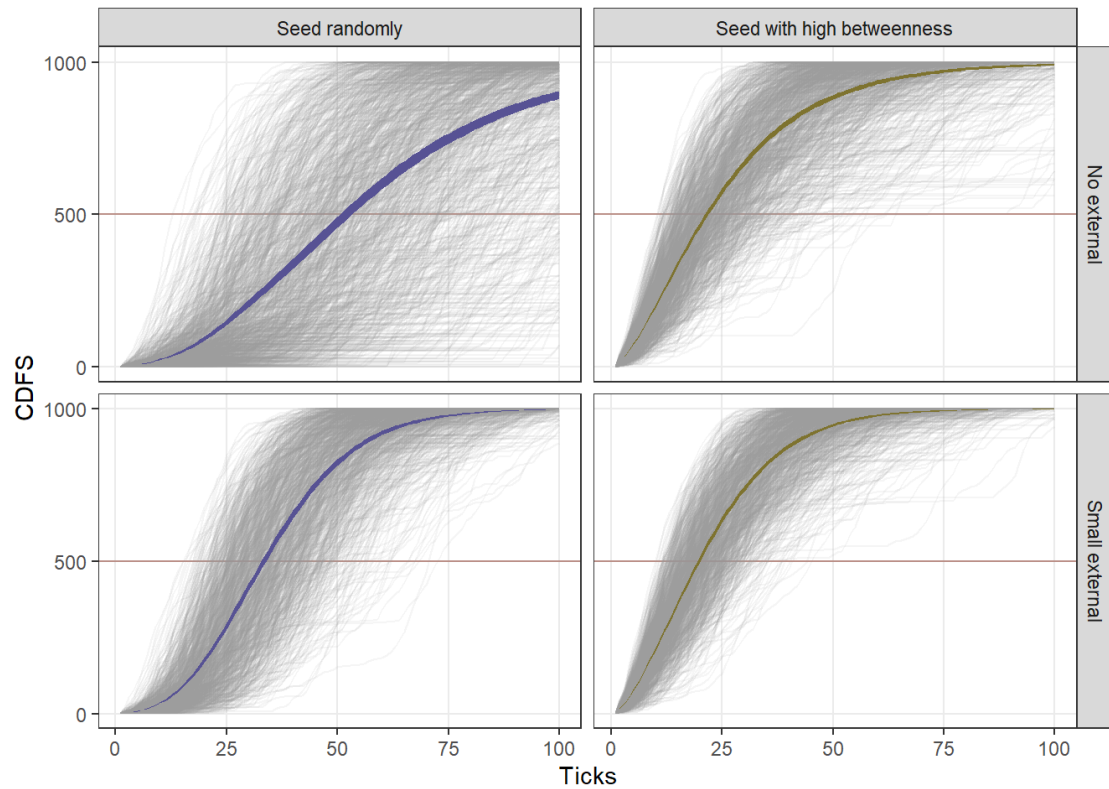 Seed randomly
Seed with high betweenness
1000
500
0
No external
CDFS
1000
500
0
Small external
0 25 50 75 100
0 25 50 75 100
Ticks